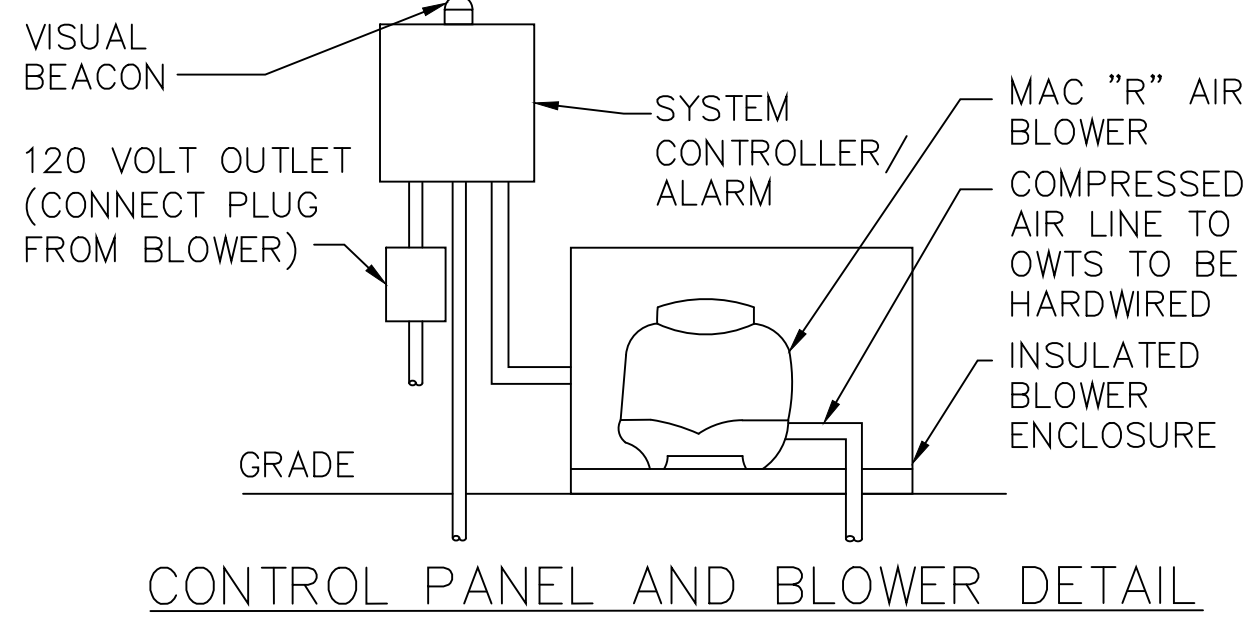 VISUAL
BEACON
120 VOLT OUTLET
(CONNECT PLUG
FROM BLOWER)
SYSTEM
CONTROLLER/
ALARM
MAC "R" AIR
BLOWER
COMPRESSED
AIR LINE TO
OWTS TO BE
HARDWIRED
INSULATED
BLOWER
ENCLOSURE
GRADE
CONTROL PANEL AND BLOWER DETAIL